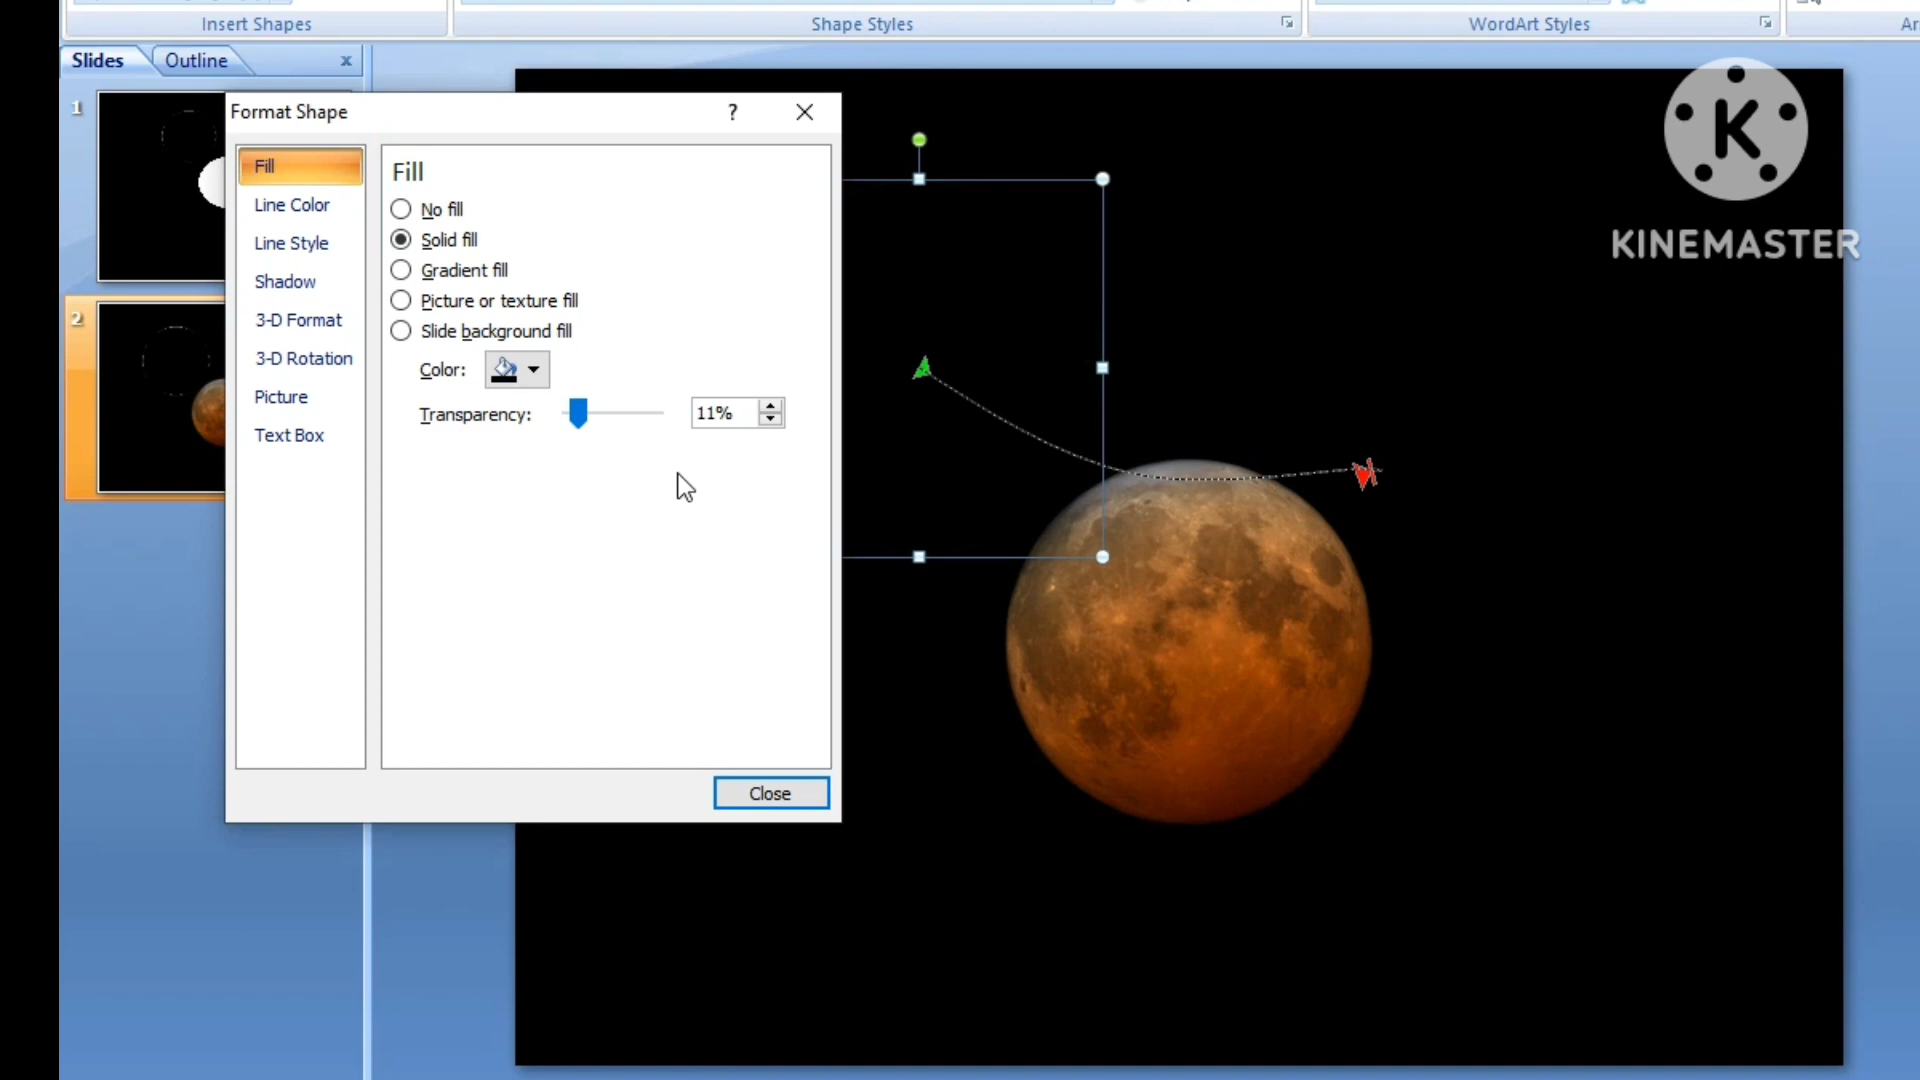 Insert Shapes
Shape Styles
WordArt Styles
Ar
Slides
Outline
x
1
2
Format Shape
?
Fill
Line Color
Line Style
Shadow
3-D Format
3-D Rotation
Picture
Text Box
Fill
No fill
Solid fill
Gradient fill
Picture or texture fill
Slide background fill
Color:
Transparency:
11%
Close
K
KINEMASTER